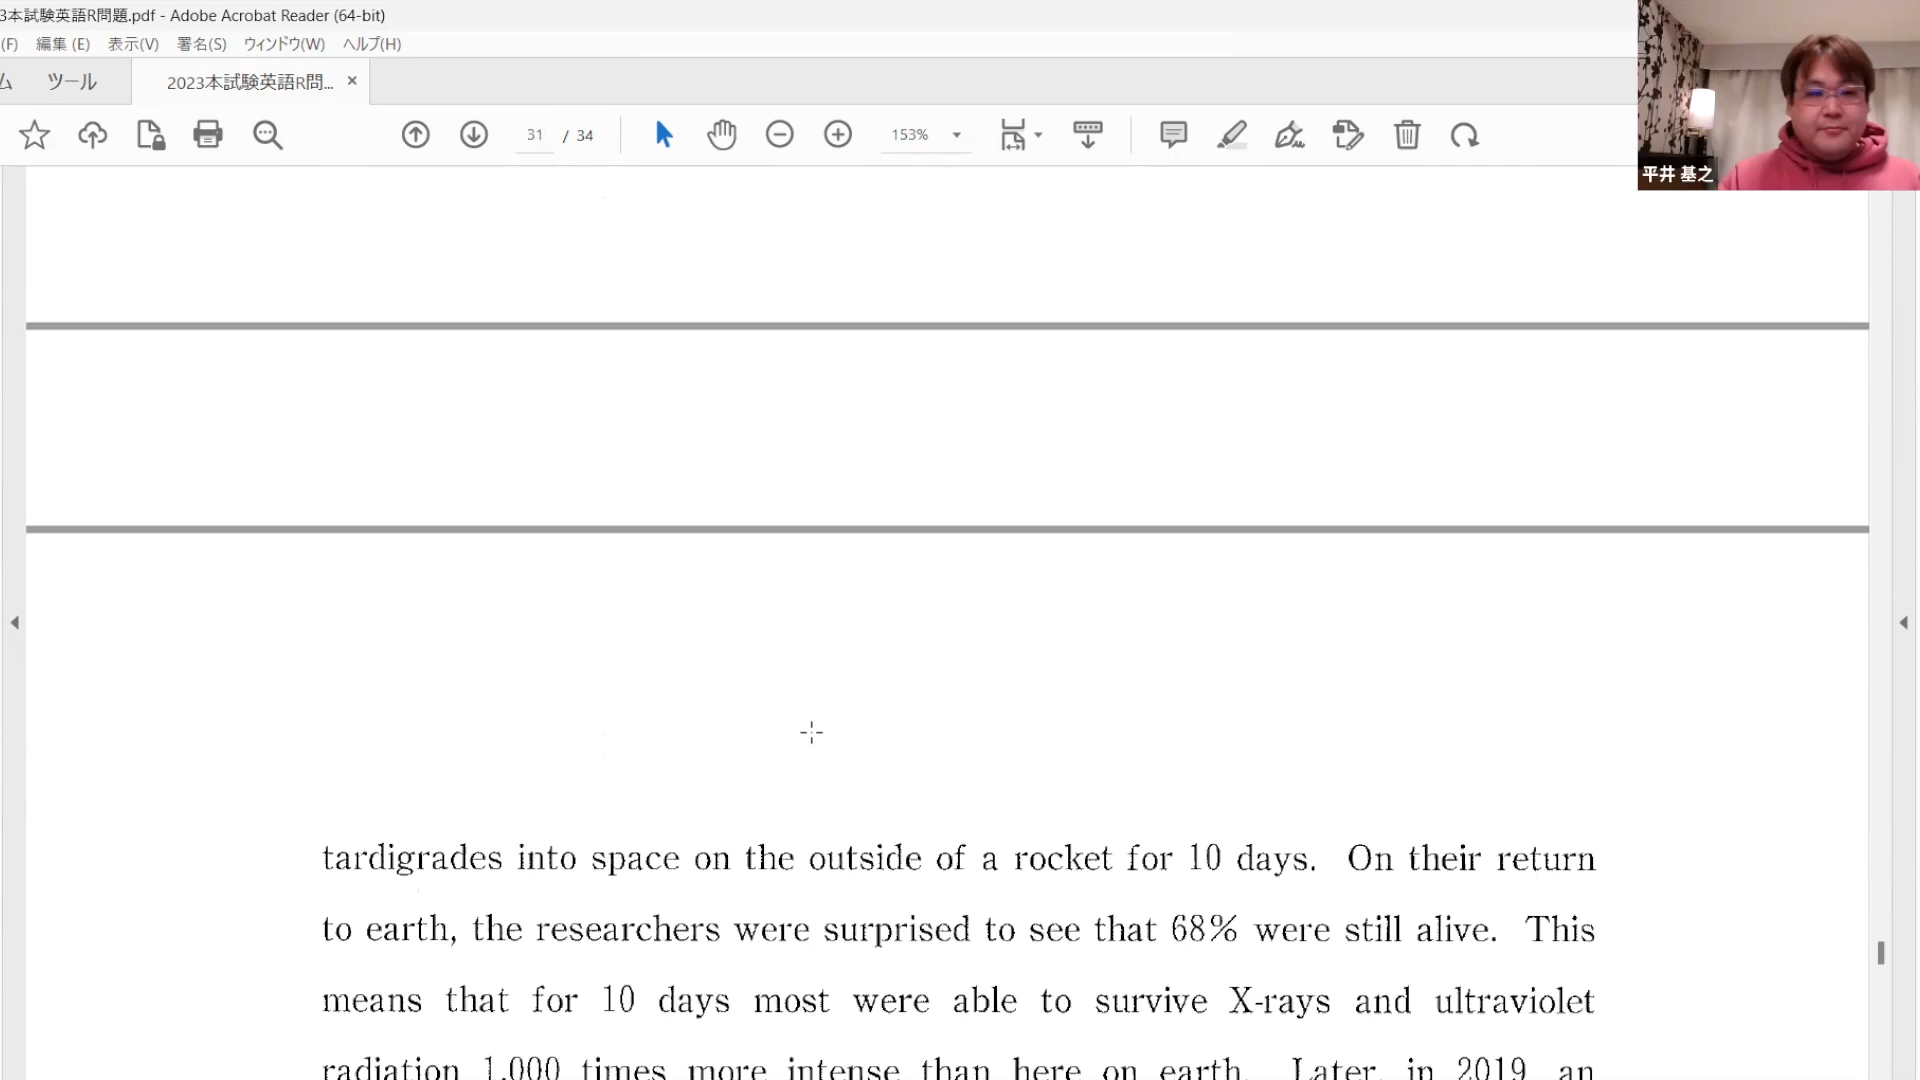 3本試験英語R問題.pdf - Adobe Acrobat Reader (64-bit)
(F) 編集 (E) 表示(V) 署名(S) ウィンドウ(W) ヘルプ(H)
ム ツール 2023本試験英語R問... ×
31 / 34 153%
平井 基之
tardigrades into space on the outside of a rocket for 10 days. On their return
to earth, the researchers were surprised to see that 68% were still alive. This
means that for 10 days most were able to survive X-rays and ultraviolet
radiation 1,000 times more intense than here on earth. Later, in 2019, an